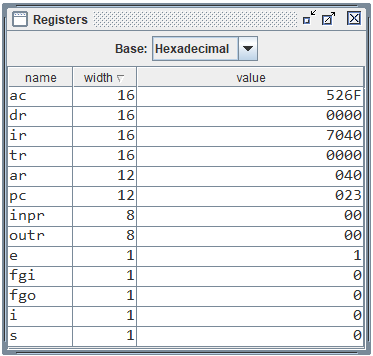 Registers
Base: Hexadecimal
name width value
ac 16 526F
dr 16 0000
ir 16 7040
tr 16 0000
ar 12 040
pc 12 023
inpr 8 00
outr 8 00
e 1 1
fgi 1 0
fgo 1 0
i 1 0
s 1 0